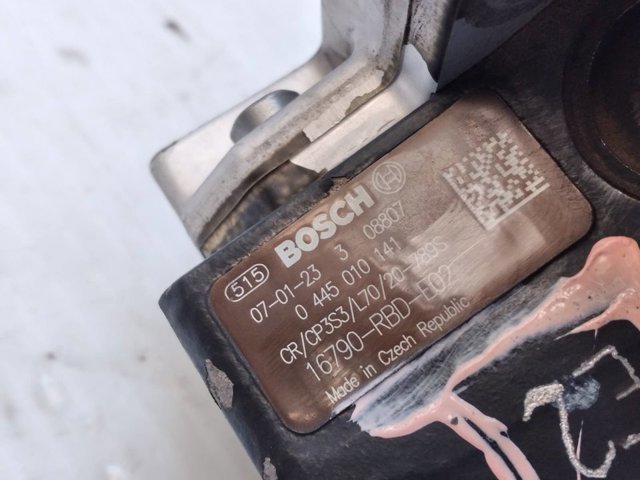 515 BOSCH
07-01-23 3 08807
0 445 010 141
CR/CP3S3/L70/20-789S
16790-RBD-E02
Made in Czech Republic